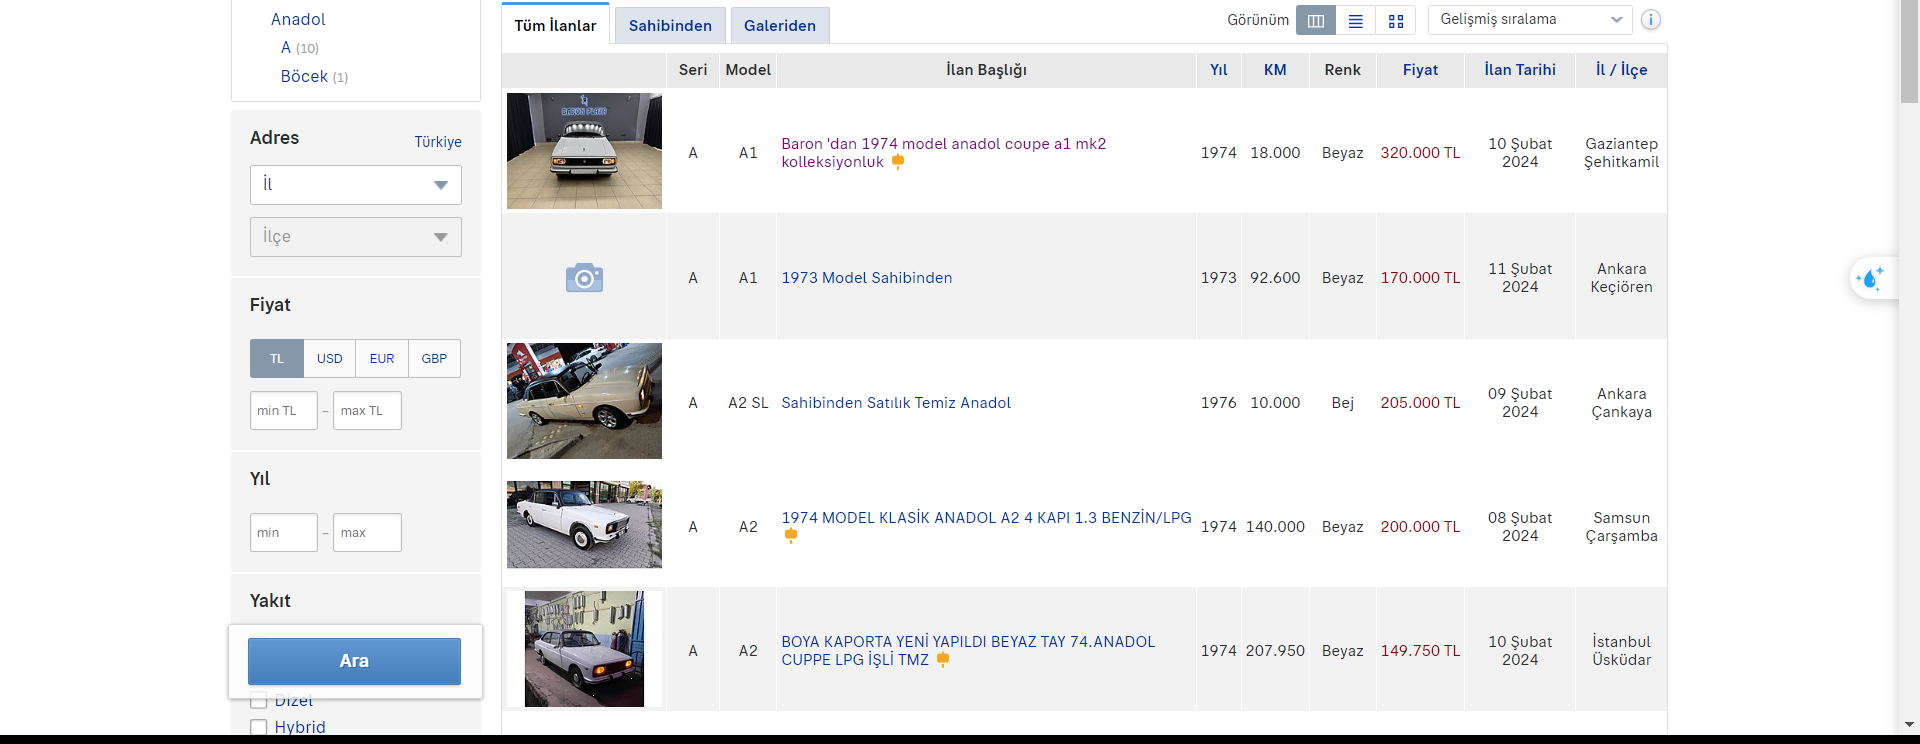 Anadol
A (10)
Böcek (1)
Adres
Türkiye
İl
İlçe
Fiyat
TL
USD
EUR
GBP
min TL
-
max TL
Yıl
min
-
max
Yakıt
Ara
Dizel
Hybrid
Tüm İlanlar
Sahibinden
Galeriden
Görünüm
Gelişmiş sıralama
i
Seri
Model
İlan Başlığı
Yıl
KM
Renk
Fiyat
İlan Tarihi
İl / İlçe
A
A1
Baron 'dan 1974 model anadol coupe a1 mk2
kolleksiyonluk
1974
18.000
Beyaz
320.000 TL
10 Şubat
2024
Gaziantep
Şehitkamil
A
A1
1973 Model Sahibinden
1973
92.600
Beyaz
170.000 TL
11 Şubat
2024
Ankara
Keçiören
A
A2 SL
Sahibinden Satılık Temiz Anadol
1976
10.000
Bej
205.000 TL
09 Şubat
2024
Ankara
Çankaya
A
A2
1974 MODEL KLASİK ANADOL A2 4 KAPI 1.3 BENZİN/LPG
1974
140.000
Beyaz
200.000 TL
08 Şubat
2024
Samsun
Çarşamba
A
A2
BOYA KAPORTA YENİ YAPILDI BEYAZ TAY 74.ANADOL
CUPPE LPG İŞLİ TMZ
1974
207.950
Beyaz
149.750 TL
10 Şubat
2024
İstanbul
Üsküdar